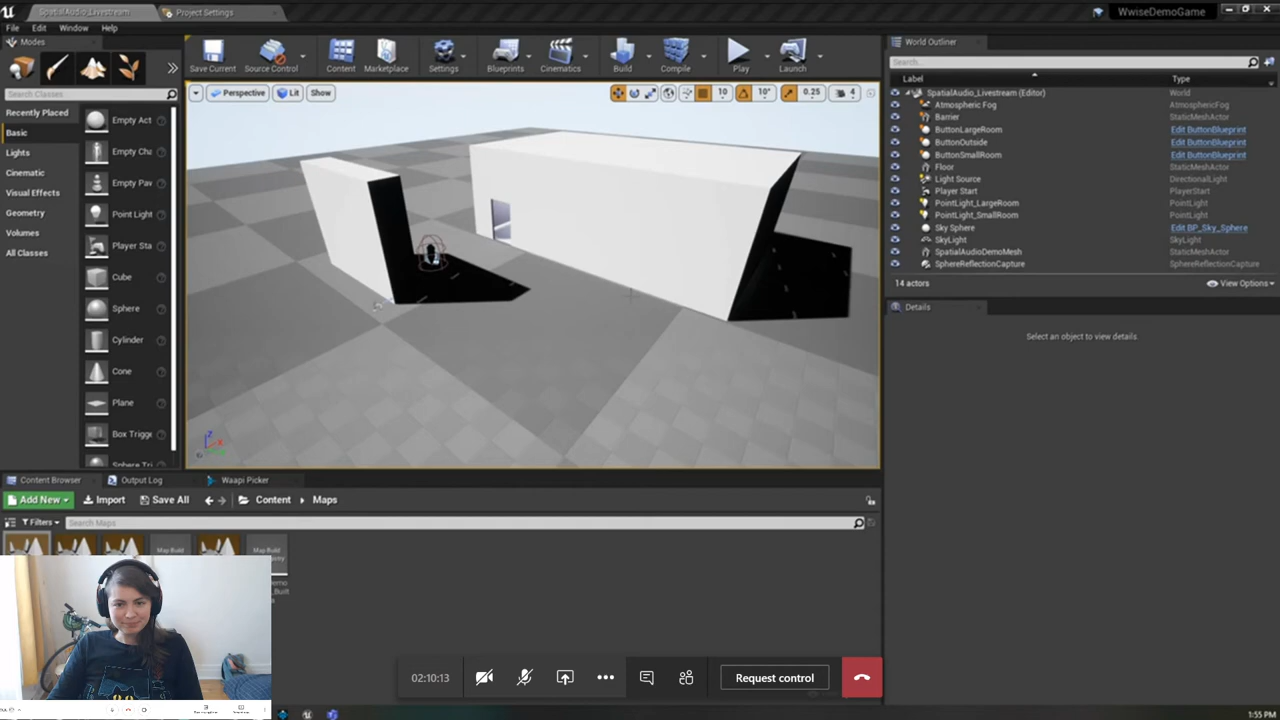 SpatialAudio_Livestream
Project Settings
WwiseDemoGame
File Edit Window Help
Modes
Search Classes
Recently Placed
Basic
Lights
Cinematic
Visual Effects
Geometry
Volumes
All Classes
Empty Act
Empty Cha
Empty Paw
Point Light
Player Sta
Cube
Sphere
Cylinder
Cone
Plane
Box Trigge
Sphere Tri
Save Current
Source Control
Content
Marketplace
Settings
Blueprints
Cinematics
Build
Compile
Play
Launch
Perspective
Lit
Show
10
10°
0.25
4
World Outliner
Search...
Label Type
SpatialAudio_Livestream (Editor) World
Atmospheric Fog AtmosphericFog
Barrier StaticMeshActor
ButtonLargeRoom Edit ButtonBlueprint
ButtonOutside Edit ButtonBlueprint
ButtonSmallRoom Edit ButtonBlueprint
Floor StaticMeshActor
Light Source DirectionalLight
Player Start PlayerStart
PointLight_LargeRoom PointLight
PointLight_SmallRoom PointLight
Sky Sphere Edit BP_Sky_Sphere
SkyLight SkyLight
SpatialAudioDemoMesh StaticMeshActor
SphereReflectionCapture SphereReflectionCapture
14 actors
View Options
Details
Select an object to view details
Content Browser
Output Log
Waapi Picker
Add New
Import
Save All
Content
Maps
Filters
Search Maps
Map Build
Map Build
02:10:13
Request control
1:55 PM